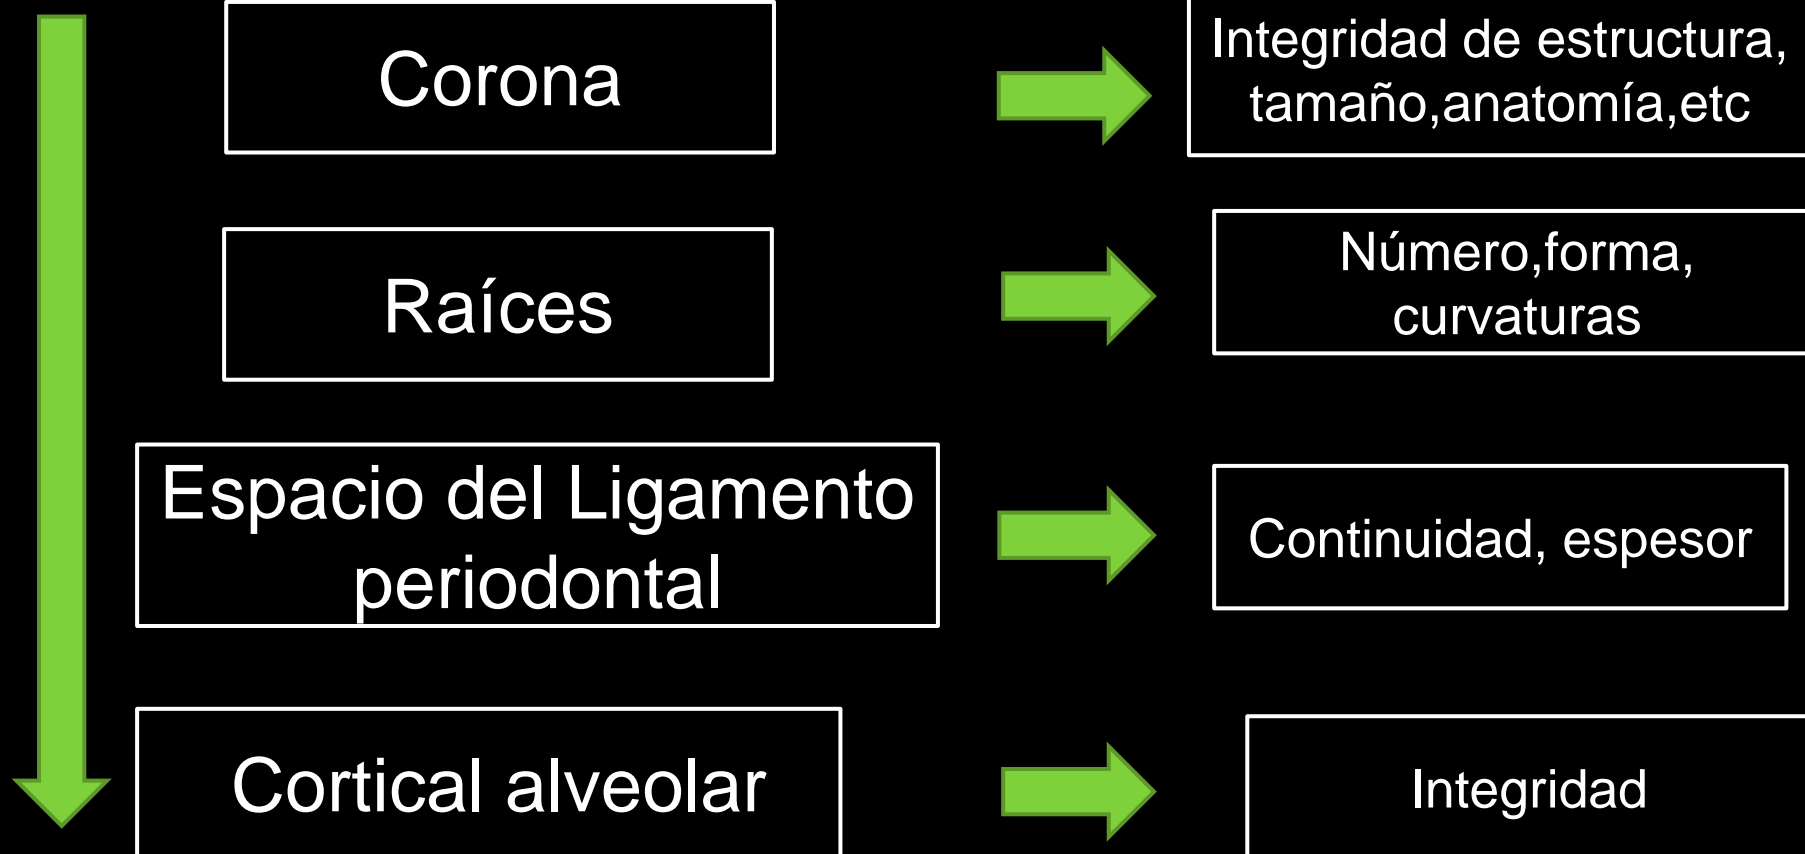 Corona
Integridad de estructura,
tamaño,anatomía,etc
Raíces
Número,forma,
curvaturas
Espacio del Ligamento
periodontal
Continuidad, espesor
Cortical alveolar
Integridad